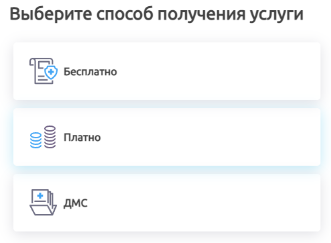 Выберите способ получения услуги
Бесплатно
Платно
ДМС